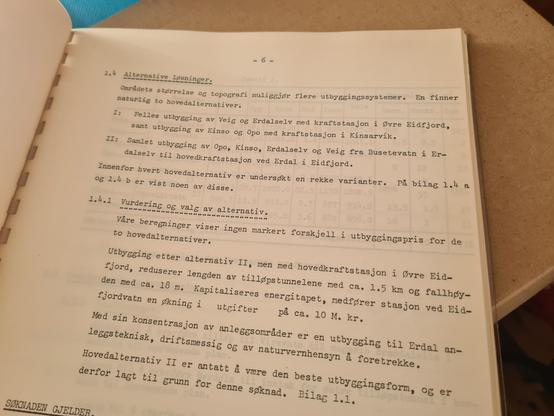 - 6 -
1.4 Alternative løsninger.
Områdets størrelse og topografi muliggjør flere utbyggingssystemer. En finner
naturlig to hovedalternativer.
I: Felles utbygging av Veig og Erdalselv med kraftstasjon i Øvre Eidfjord,
samt utbygging av Kinso og Opo med kraftstasjon i Kinsarvik.
II: Samlet utbygging av Opo, Kinso, Erdalselv og Veig fra Busetevatn i Er-
dalselv til hovedkraftstasjon ved Erdal i Eidfjord.
Innenfor hvert hovedalternativ er undersøkt en rekke varianter. På bilag 1.4 a
og 1.4 b er vist noen av disse.
1.4.1 Vurdering og valg av alternativ.
Våre beregninger viser ingen markert forskjell i utbyggingspris for de
to hovedalternativer.
Utbygging etter alternativ II, men med hovedkraftstasjon i Øvre Eid-
fjord, reduserer lengden av tilløpstunnelene med ca. 1.5 km og fallhøy-
den med ca. 18 m. Kapitaliseres energitapet, medfører stasjon ved Eid-
fjordvatn en økning i utgifter på ca. 10 M. kr.
Med sin konsentrasjon av anleggsområder er en utbygging til Erdal an-
leggsteknisk, driftsmessig og av naturvernhensyn å foretrekke.
Hovedalternativ II er antatt å være den beste utbyggingsform, og er
derfor lagt til grunn for denne søknad. Bilag 1.1.
SØKNADEN GJELDER.